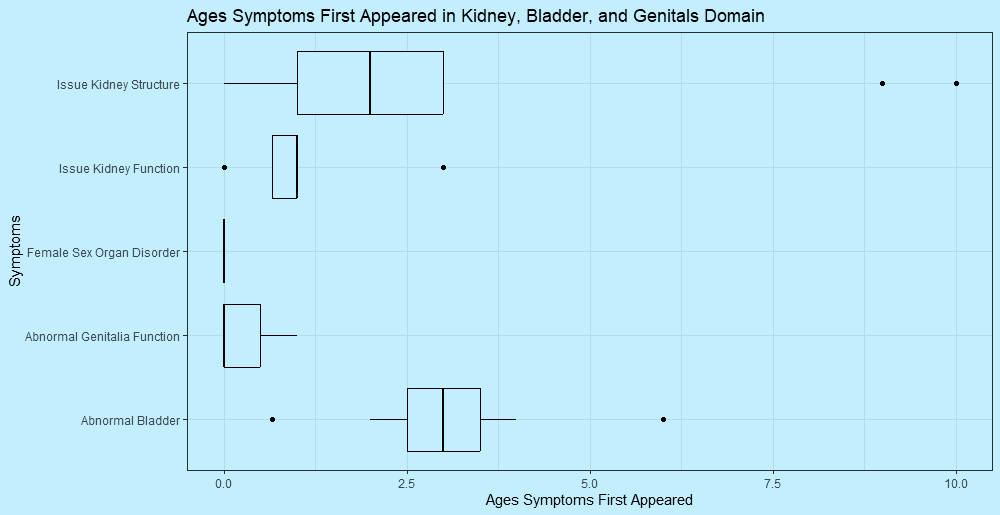 Ages Symptoms First Appeared in Kidney, Bladder, and Genitals Domain
Symptoms
Issue Kidney Structure
Issue Kidney Function
Female Sex Organ Disorder
Abnormal Genitalia Function
Abnormal Bladder
0.0 2.5 5.0 7.5 10.0
Ages Symptoms First Appeared